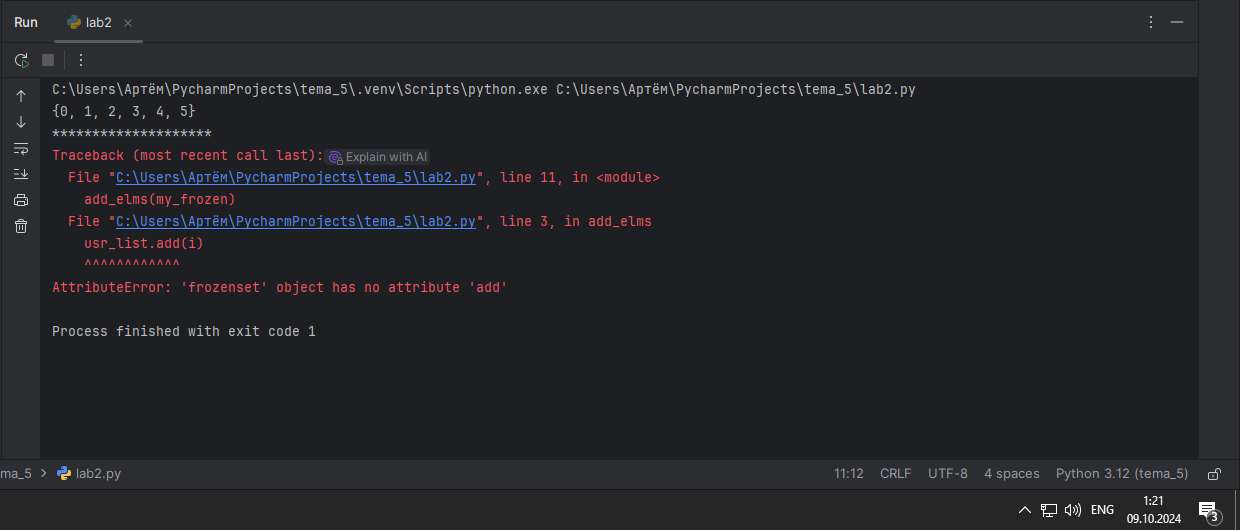 Run lab2
C:\Users\Артём\PycharmProjects\tema_5\.venv\Scripts\python.exe C:\Users\Артём\PycharmProjects\tema_5\lab2.py
{0, 1, 2, 3, 4, 5}
********************
Traceback (most recent call last): Explain with AI
  File "C:\Users\Артём\PycharmProjects\tema_5\lab2.py", line 11, in <module>
    add_elms(my_frozen)
  File "C:\Users\Артём\PycharmProjects\tema_5\lab2.py", line 3, in add_elms
    usr_list.add(i)
    ^^^^^^^^^^^^
AttributeError: 'frozenset' object has no attribute 'add'
Process finished with exit code 1
ma_5 > lab2.py 11:12 CRLF UTF-8 4 spaces Python 3.12 (tema_5)
ENG 1:21
09.10.2024 3